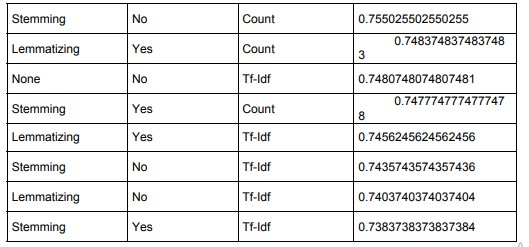 Stemming No Count 0.755025502550255
Lemmatizing Yes Count 0.748374837483748
3
None No Tf-Idf 0.7480748074807481
Stemming Yes Count 0.747774777477747
8
Lemmatizing Yes Tf-Idf 0.7456245624562456
Stemming No Tf-Idf 0.7435743574357436
Lemmatizing No Tf-Idf 0.7403740374037404
Stemming Yes Tf-Idf 0.7383738373837384